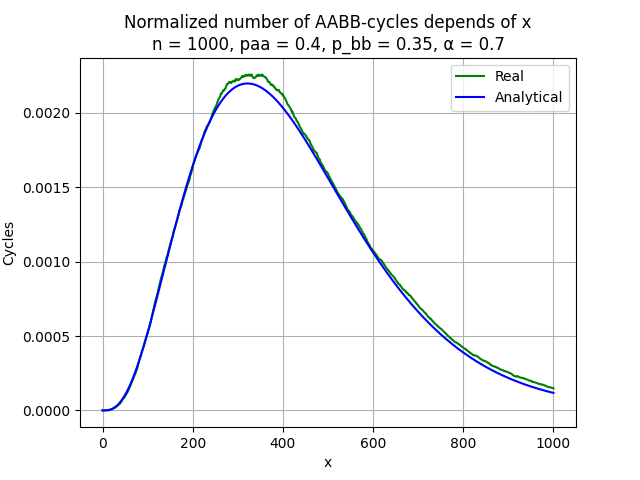 Normalized number of AABB-cycles depends of x
n = 1000, paa = 0.4, p_bb = 0.35, α = 0.7
Real
Analytical
Cycles
0.0020
0.0015
0.0010
0.0005
0.0000
0 200 400 600 800 1000
x